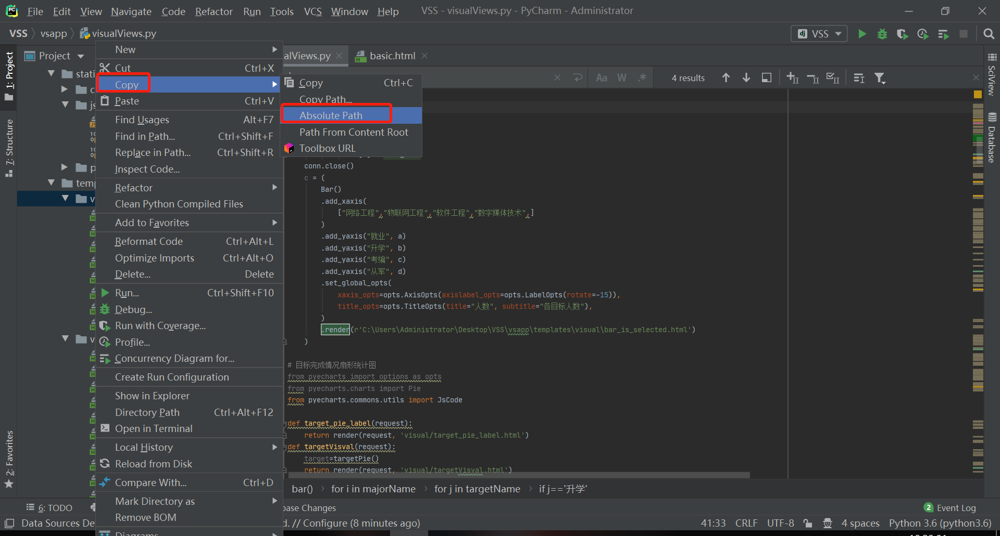 File Edit View Navigate Code Refactor Run Tools VCS Window Help VSS - visualViews.py - PyCharm - Administrator
VSS vsapp visualViews.py
VSS
Project
alViews.py
basic.html
1: Project
7: Structure
2: Favorites
SciView
Database
stati
c
js
p
temp
v
v
New
Cut Ctrl+X
Copy
Paste Ctrl+V
Find Usages Alt+F7
Find in Path... Ctrl+Shift+F
Replace in Path... Ctrl+Shift+R
Inspect Code...
Refactor
Clean Python Compiled Files
Add to Favorites
Reformat Code Ctrl+Alt+L
Optimize Imports Ctrl+Alt+O
Delete... Delete
Run... Ctrl+Shift+F10
Debug...
Run with Coverage...
Profile...
Concurrency Diagram for...
Create Run Configuration
Show in Explorer
Directory Path Ctrl+Alt+F12
Open in Terminal
Local History
Reload from Disk
Compare With... Ctrl+D
Mark Directory as
Remove BOM
Diagrams
Copy Ctrl+C
Copy Path...
Absolute Path
Path From Content Root
Toolbox URL
Aa W .* 4 results
conn.close()
c = (
Bar()
.add_xaxis(
["网络工程","物联网工程","软件工程","数字媒体技术",]
)
.add_yaxis("就业", a)
.add_yaxis("升学", b)
.add_yaxis("考编", c)
.add_yaxis("从军", d)
.set_global_opts(
xaxis_opts=opts.AxisOpts(axislabel_opts=opts.LabelOpts(rotate=-15)),
title_opts=opts.TitleOpts(title="人数", subtitle="各目标人数"),
)
.render(r'C:\Users\Administrator\Desktop\VSS\vsapp\templates\visual\bar_is_selected.html')
)
# 目标完成情况扇形统计图
from pyecharts import options as opts
from pyecharts.charts import Pie
from pyecharts.commons.utils import JsCode
def target_pie_label(request):
return render(request, 'visual/target_pie_label.html')
def targetVisval(request):
target=targetPie()
return render(request, 'visual/targetVisval.html')
bar() › for i in majorName › for j in targetName › if j=='升学'
6: TODO
base Changes
2 Event Log
Data Sources De
d. // Configure (8 minutes ago)
41:33 CRLF UTF-8 4 spaces Python 3.6 (python3.6)